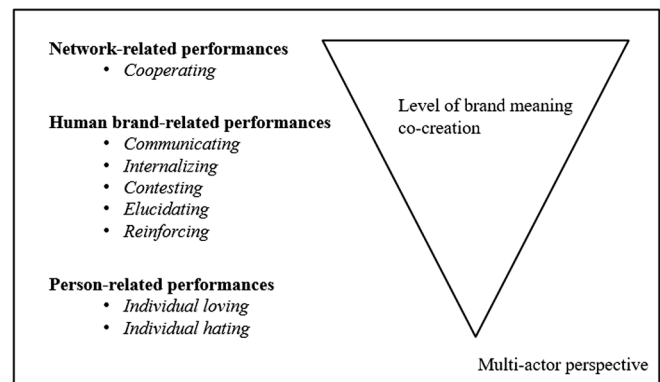 Network-related performances
• Cooperating
Human brand-related performances
• Communicating
• Internalizing
• Contesting
• Elucidating
• Reinforcing
Person-related performances
• Individual loving
• Individual hating
Level of brand meaning
co-creation
Multi-actor perspective